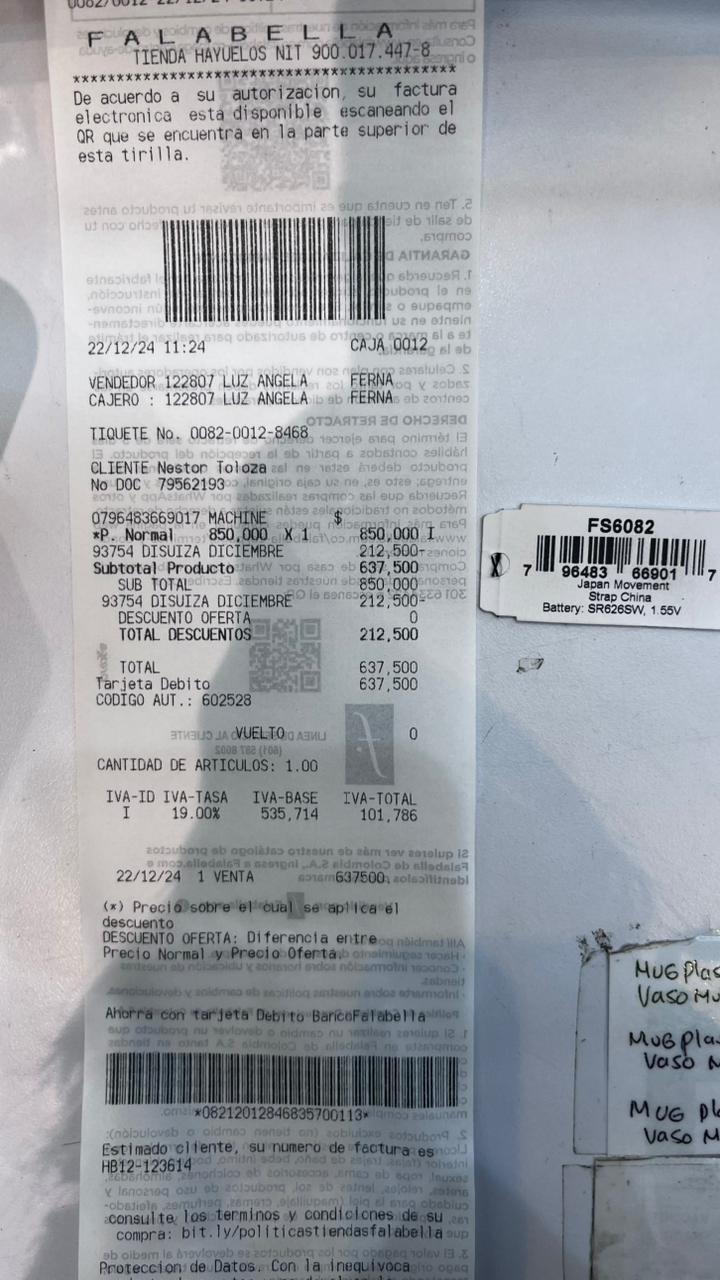 F A L A B E L L A
TIENDA HAYUELOS NIT 900.017.447-8
****************************************************
De acuerdo a su autorizacion, su factura
electronica esta disponible escaneando el
QR que se encuentra en la parte superior de
esta tirilla.
22/12/24 11:24 CAJA 0012
VENDEDOR 122807 LUZ ANGELA FERNA
CAJERO : 122807 LUZ ANGELA FERNA
TIQUETE No. 0082-0012-8468
CLIENTE Nestor Toloza
No DOC 79562193
0796483669017 MACHINE $
*P. Normal 850,000 X 1 850,000 I
93754 DISUIZA DICIEMBRE 212,500-
Subtotal Producto 637,500
SUB TOTAL 850,000
93754 DISUIZA DICIEMBRE 212,500-
DESCUENTO OFERTA 0
TOTAL DESCUENTOS 212,500
TOTAL 637,500
Tarjeta Debito 637,500
CODIGO AUT.: 602528
VUELTO 0
CANTIDAD DE ARTICULOS: 1.00
IVA-ID IVA-TASA IVA-BASE IVA-TOTAL
I 19.00% 535,714 101,786
22/12/24 1 VENTA 637500
(*) Precio sobre el cual se aplica el
descuento
DESCUENTO OFERTA: Diferencia entre
Precio Normal y Precio Oferta.
Ahorra con tarjeta Debito BancoFalabella
*08212012846835700113*
Estimado cliente, su numero de factura es
HB12-123614
consulte los terminos y condiciones de su
compra: bit.ly/politicastiendasfalabella
Proteccion de Datos. Con la inequivoca
FS6082
7 96483 66901 7
Japan Movement
Strap China
Battery: SR626SW, 1.55V
MUG plas
Vaso Mu
MUG pla
Vaso M
MUG pl
Vaso M